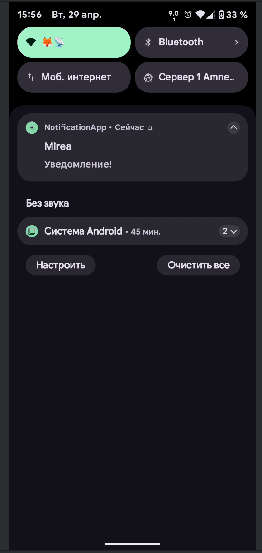 15:56 Вт, 29 апр. 33 %
🦊📡 Bluetooth
Моб. интернет Сервер 1 Amne..
NotificationApp • Сейчас
Mirea
Уведомление!
Без звука
Система Android • 45 мин. 2
Настроить Очистить все